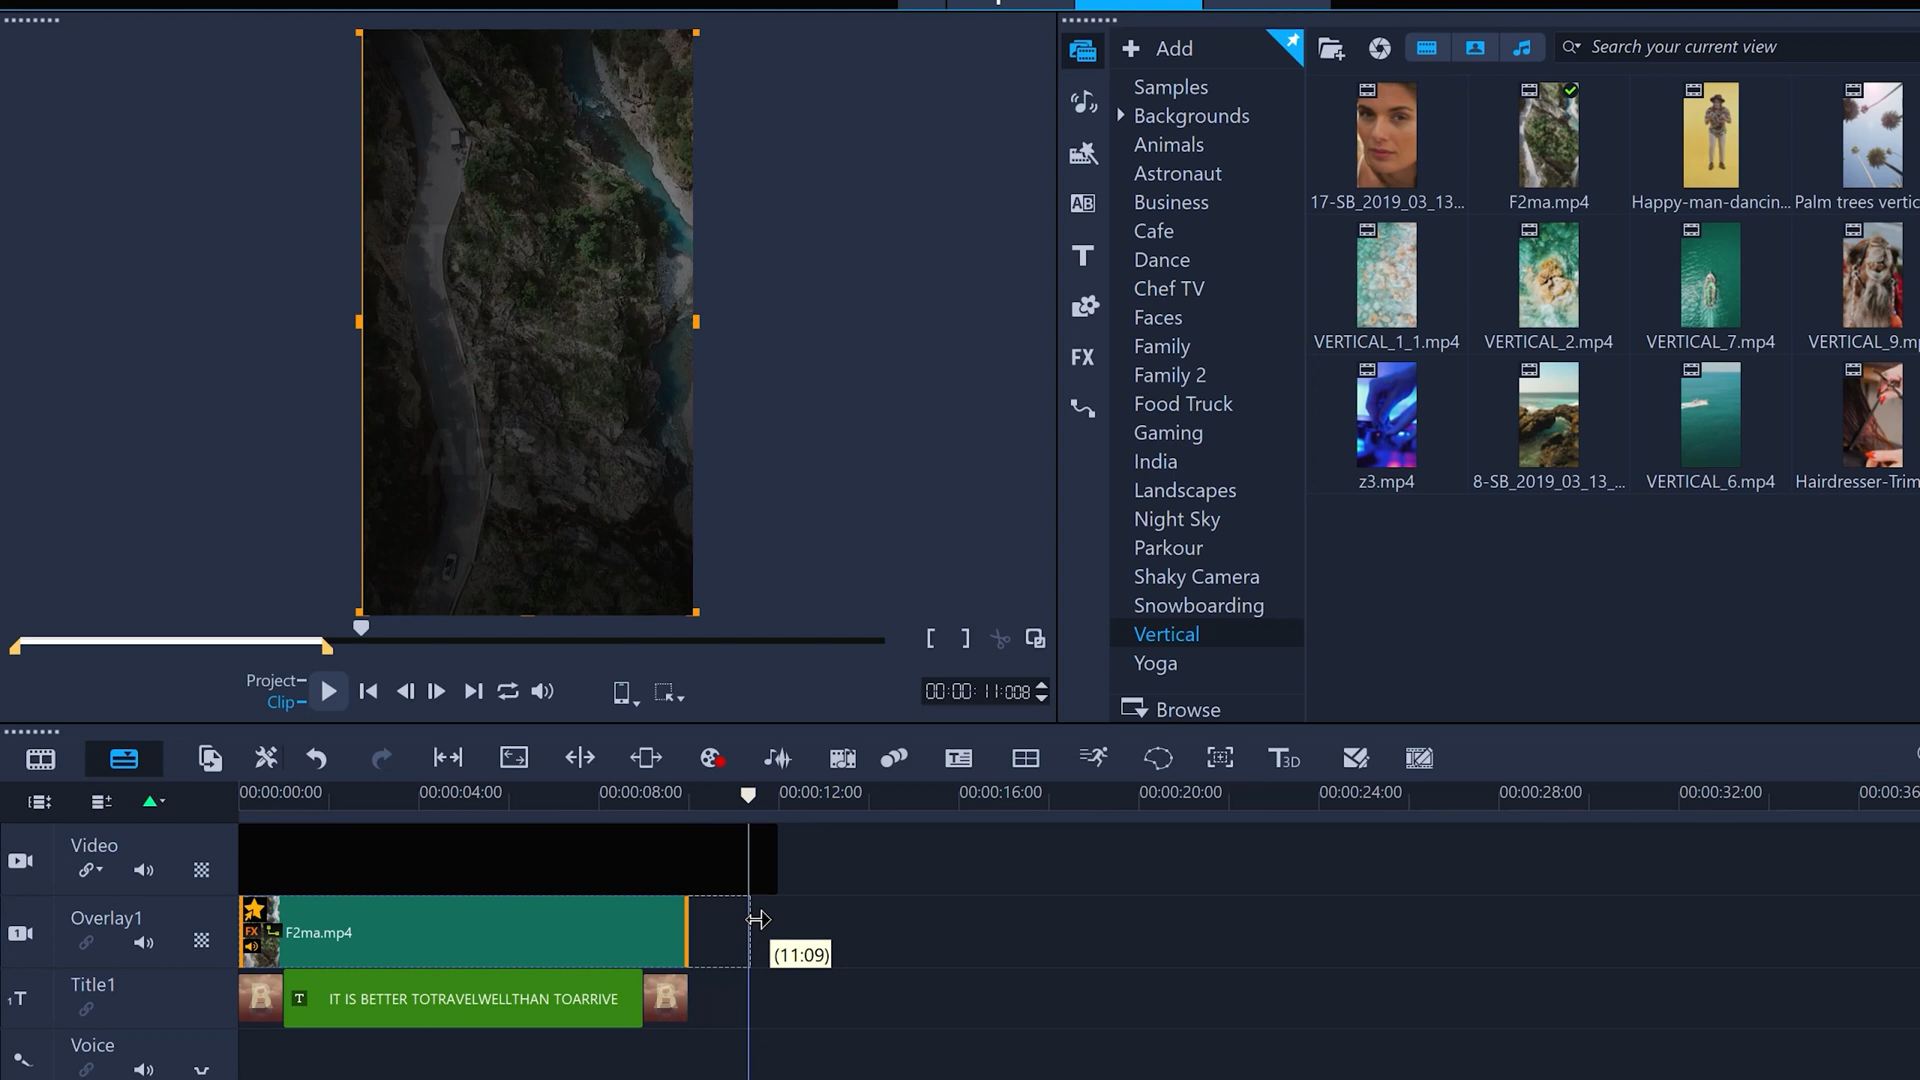 Add
Search your current view
Samples
Backgrounds
Animals
Astronaut
Business
Cafe
Dance
Chef TV
Faces
Family
Family 2
Food Truck
Gaming
India
Landscapes
Night Sky
Parkour
Shaky Camera
Snowboarding
Vertical
Yoga
Browse
AB
T
FX
17-SB_2019_03_13...
F2ma.mp4
Happy-man-dancin...
Palm trees vertic
VERTICAL_1_1.mp4
VERTICAL_2.mp4
VERTICAL_7.mp4
VERTICAL_9.m
z3.mp4
8-SB_2019_03_13_...
VERTICAL_6.mp4
Hairdresser-Trim
Project
Clip
[ ]
00:00:11:008
T3D
00:00:00:00
00:00:04:00
00:00:08:00
00:00:12:00
00:00:16:00
00:00:20:00
00:00:24:00
00:00:28:00
00:00:32:00
00:00:36
Video
Overlay1
1
FX
F2ma.mp4
(11:09)
Title1
1T
B
T
IT IS BETTER TOTRAVELWELLTHAN TOARRIVE
B
Voice